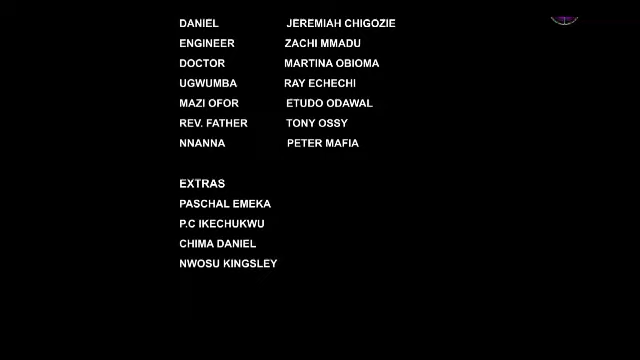 DANIEL JEREMIAH CHIGOZIE
ENGINEER ZACHI MMADU
DOCTOR MARTINA OBIOMA
UGWUMBA RAY ECHECHI
MAZI OFOR ETUDO ODAWAL
REV. FATHER TONY OSSY
NNANNA PETER MAFIA
EXTRAS
PASCHAL EMEKA
P.C IKECHUKWU
CHIMA DANIEL
NWOSU KINGSLEY